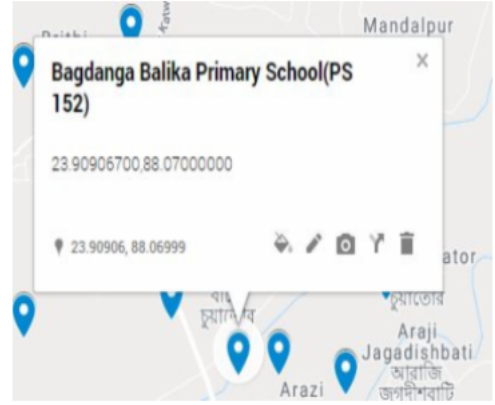 Mandalpur
Bagdanga Balika Primary School(PS
152)
23.90906700,88.07000000
23.90906, 88.06999
ator
চুয়াতোর
Araji
Jagadishbati
আরাজি
জগদীশবাটি
Arazi